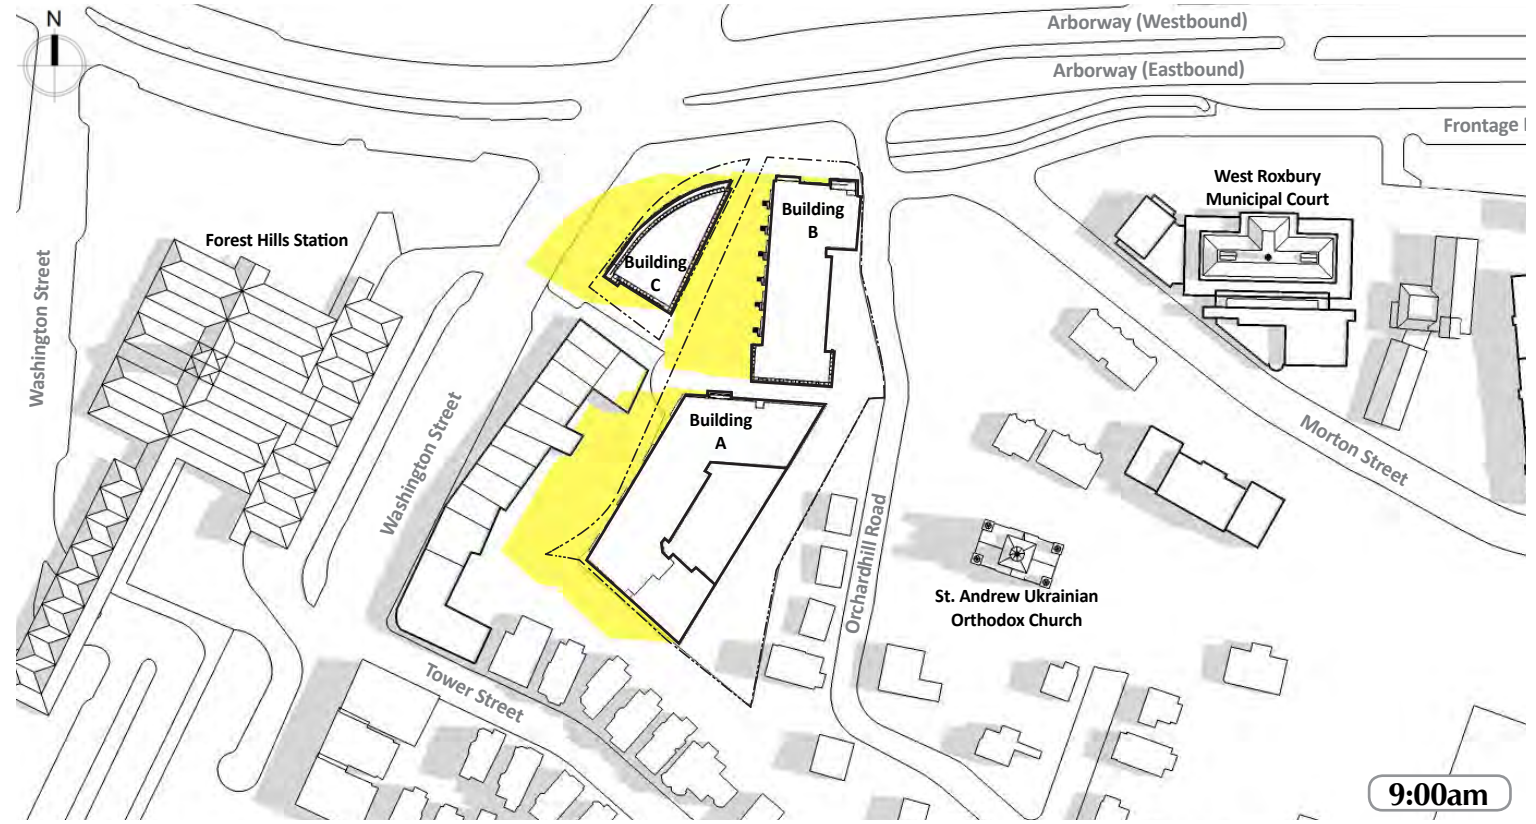 N
Arborway (Westbound)
Arborway (Eastbound)
Frontage
West Roxbury
Municipal Court
Building
B
Forest Hills Station
Building
C
Washington Street
Washington Street
Building
A
Morton Street
Orchardhill Road
St. Andrew Ukrainian
Orthodox Church
Tower Street
9:00am